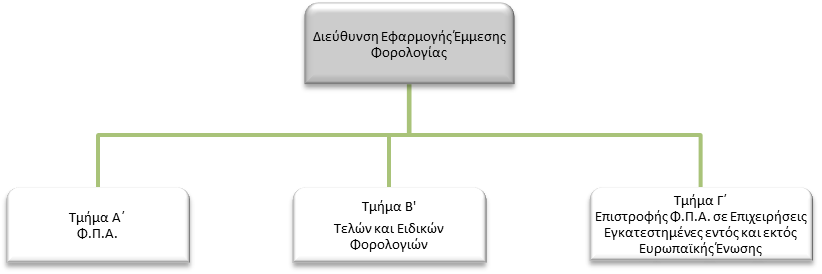 Διεύθυνση Εφαρμογής Έμμεσης
Φορολογίας
Τμήμα Α΄
Φ.Π.Α.
Τμήμα Β'
Τελών και Ειδικών
Φορολογιών
Τμήμα Γ΄
Επιστροφής Φ.Π.Α. σε Επιχειρήσεις
Εγκατεστημένες εντός και εκτός
Ευρωπαϊκής Ένωσης